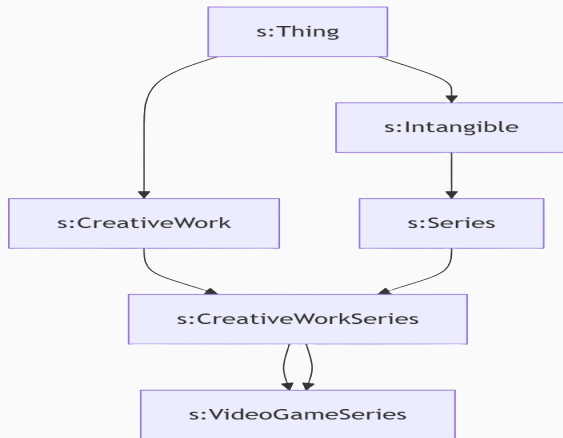 s:Thing
s:Intangible
s:CreativeWork
s:Series
s:CreativeWorkSeries
s:VideoGameSeries